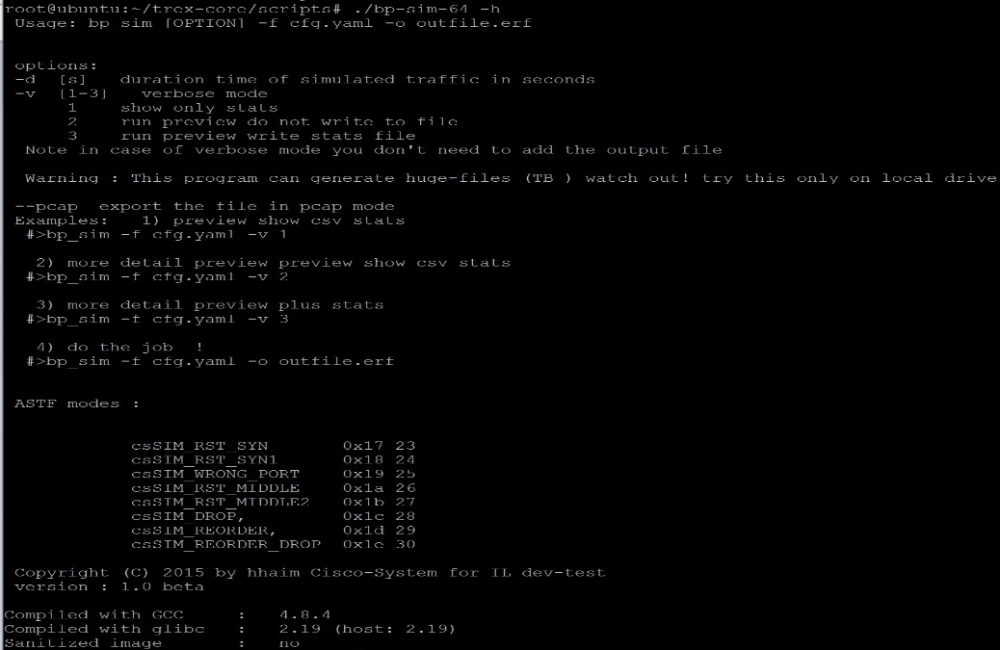 root@ubuntu:~/trex-core/scripts# ./bp-sim-64 -h
Usage: bp_sim [OPTION] -f cfg.yaml -o outfile.erf
options:
-d [s] duration time of simulated traffic in seconds
-v [1-3] verbose mode
1 show only stats
2 run preview do not write to file
3 run preview write stats file
Note in case of verbose mode you don't need to add the output file
Warning : This program can generate huge-files (TB ) watch out! try this only on local drive
--pcap export the file in pcap mode
Examples: 1) preview show csv stats
#>bp_sim -f cfg.yaml -v 1
2) more detail preview preview show csv stats
#>bp_sim -f cfg.yaml -v 2
3) more detail preview plus stats
#>bp_sim -f cfg.yaml -v 3
4) do the job !
#>bp_sim -f cfg.yaml -o outfile.erf
ASTF modes :
csSIM_RST_SYN 0x17 23
csSIM_RST_SYN1 0x18 24
csSIM_WRONG_PORT 0x19 25
csSIM_RST_MIDDLE 0x1a 26
csSIM_RST_MIDDLE2 0x1b 27
csSIM_DROP, 0x1c 28
csSIM_REORDER, 0x1d 29
csSIM_REORDER_DROP 0x1e 30
Copyright (C) 2015 by hhaim Cisco-System for IL dev-test
version : 1.0 beta
Compiled with GCC : 4.8.4
Compiled with glibc : 2.19 (host: 2.19)
Sanitized image : no